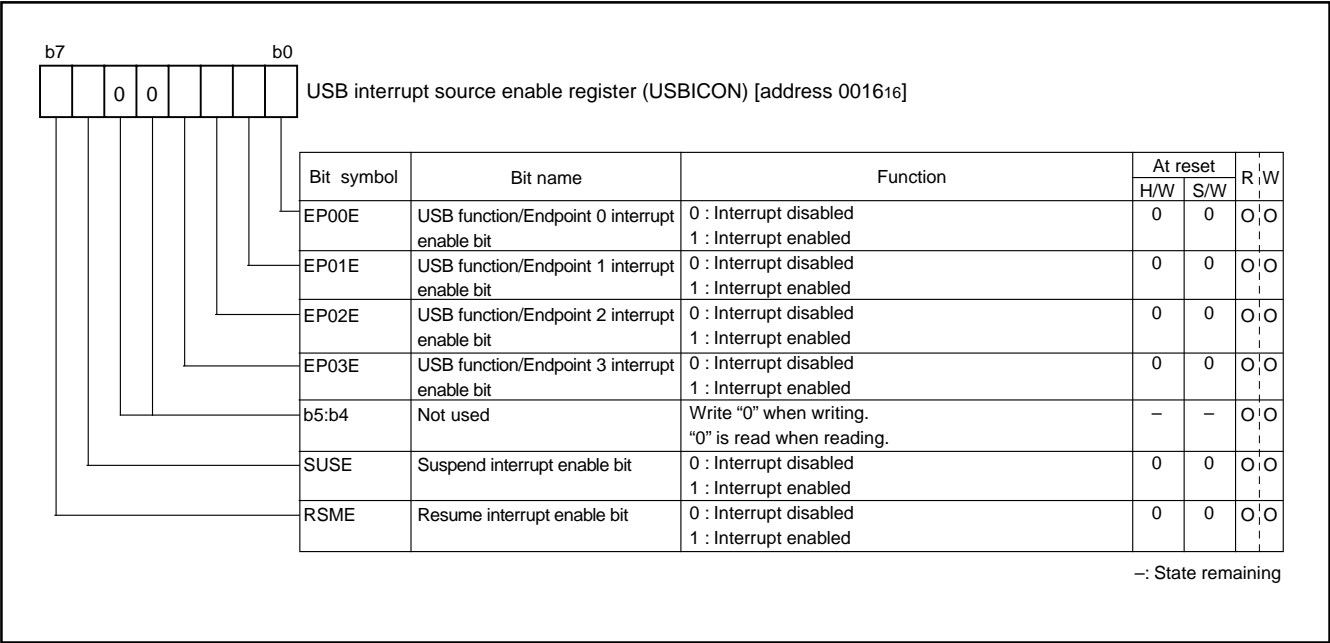 b7 b0
0 0
USB interrupt source enable register (USBICON) [address 001616]
Bit symbol Bit name Function At reset R W
H/W S/W
EP00E USB function/Endpoint 0 interrupt 0 : Interrupt disabled 0 0 O O
enable bit 1 : Interrupt enabled
EP01E USB function/Endpoint 1 interrupt 0 : Interrupt disabled 0 0 O O
enable bit 1 : Interrupt enabled
EP02E USB function/Endpoint 2 interrupt 0 : Interrupt disabled 0 0 O O
enable bit 1 : Interrupt enabled
EP03E USB function/Endpoint 3 interrupt 0 : Interrupt disabled 0 0 O O
enable bit 1 : Interrupt enabled
b5:b4 Not used Write “0” when writing. – – O O
“0” is read when reading.
SUSE Suspend interrupt enable bit 0 : Interrupt disabled 0 0 O O
1 : Interrupt enabled
RSME Resume interrupt enable bit 0 : Interrupt disabled 0 0 O O
1 : Interrupt enabled
–: State remaining